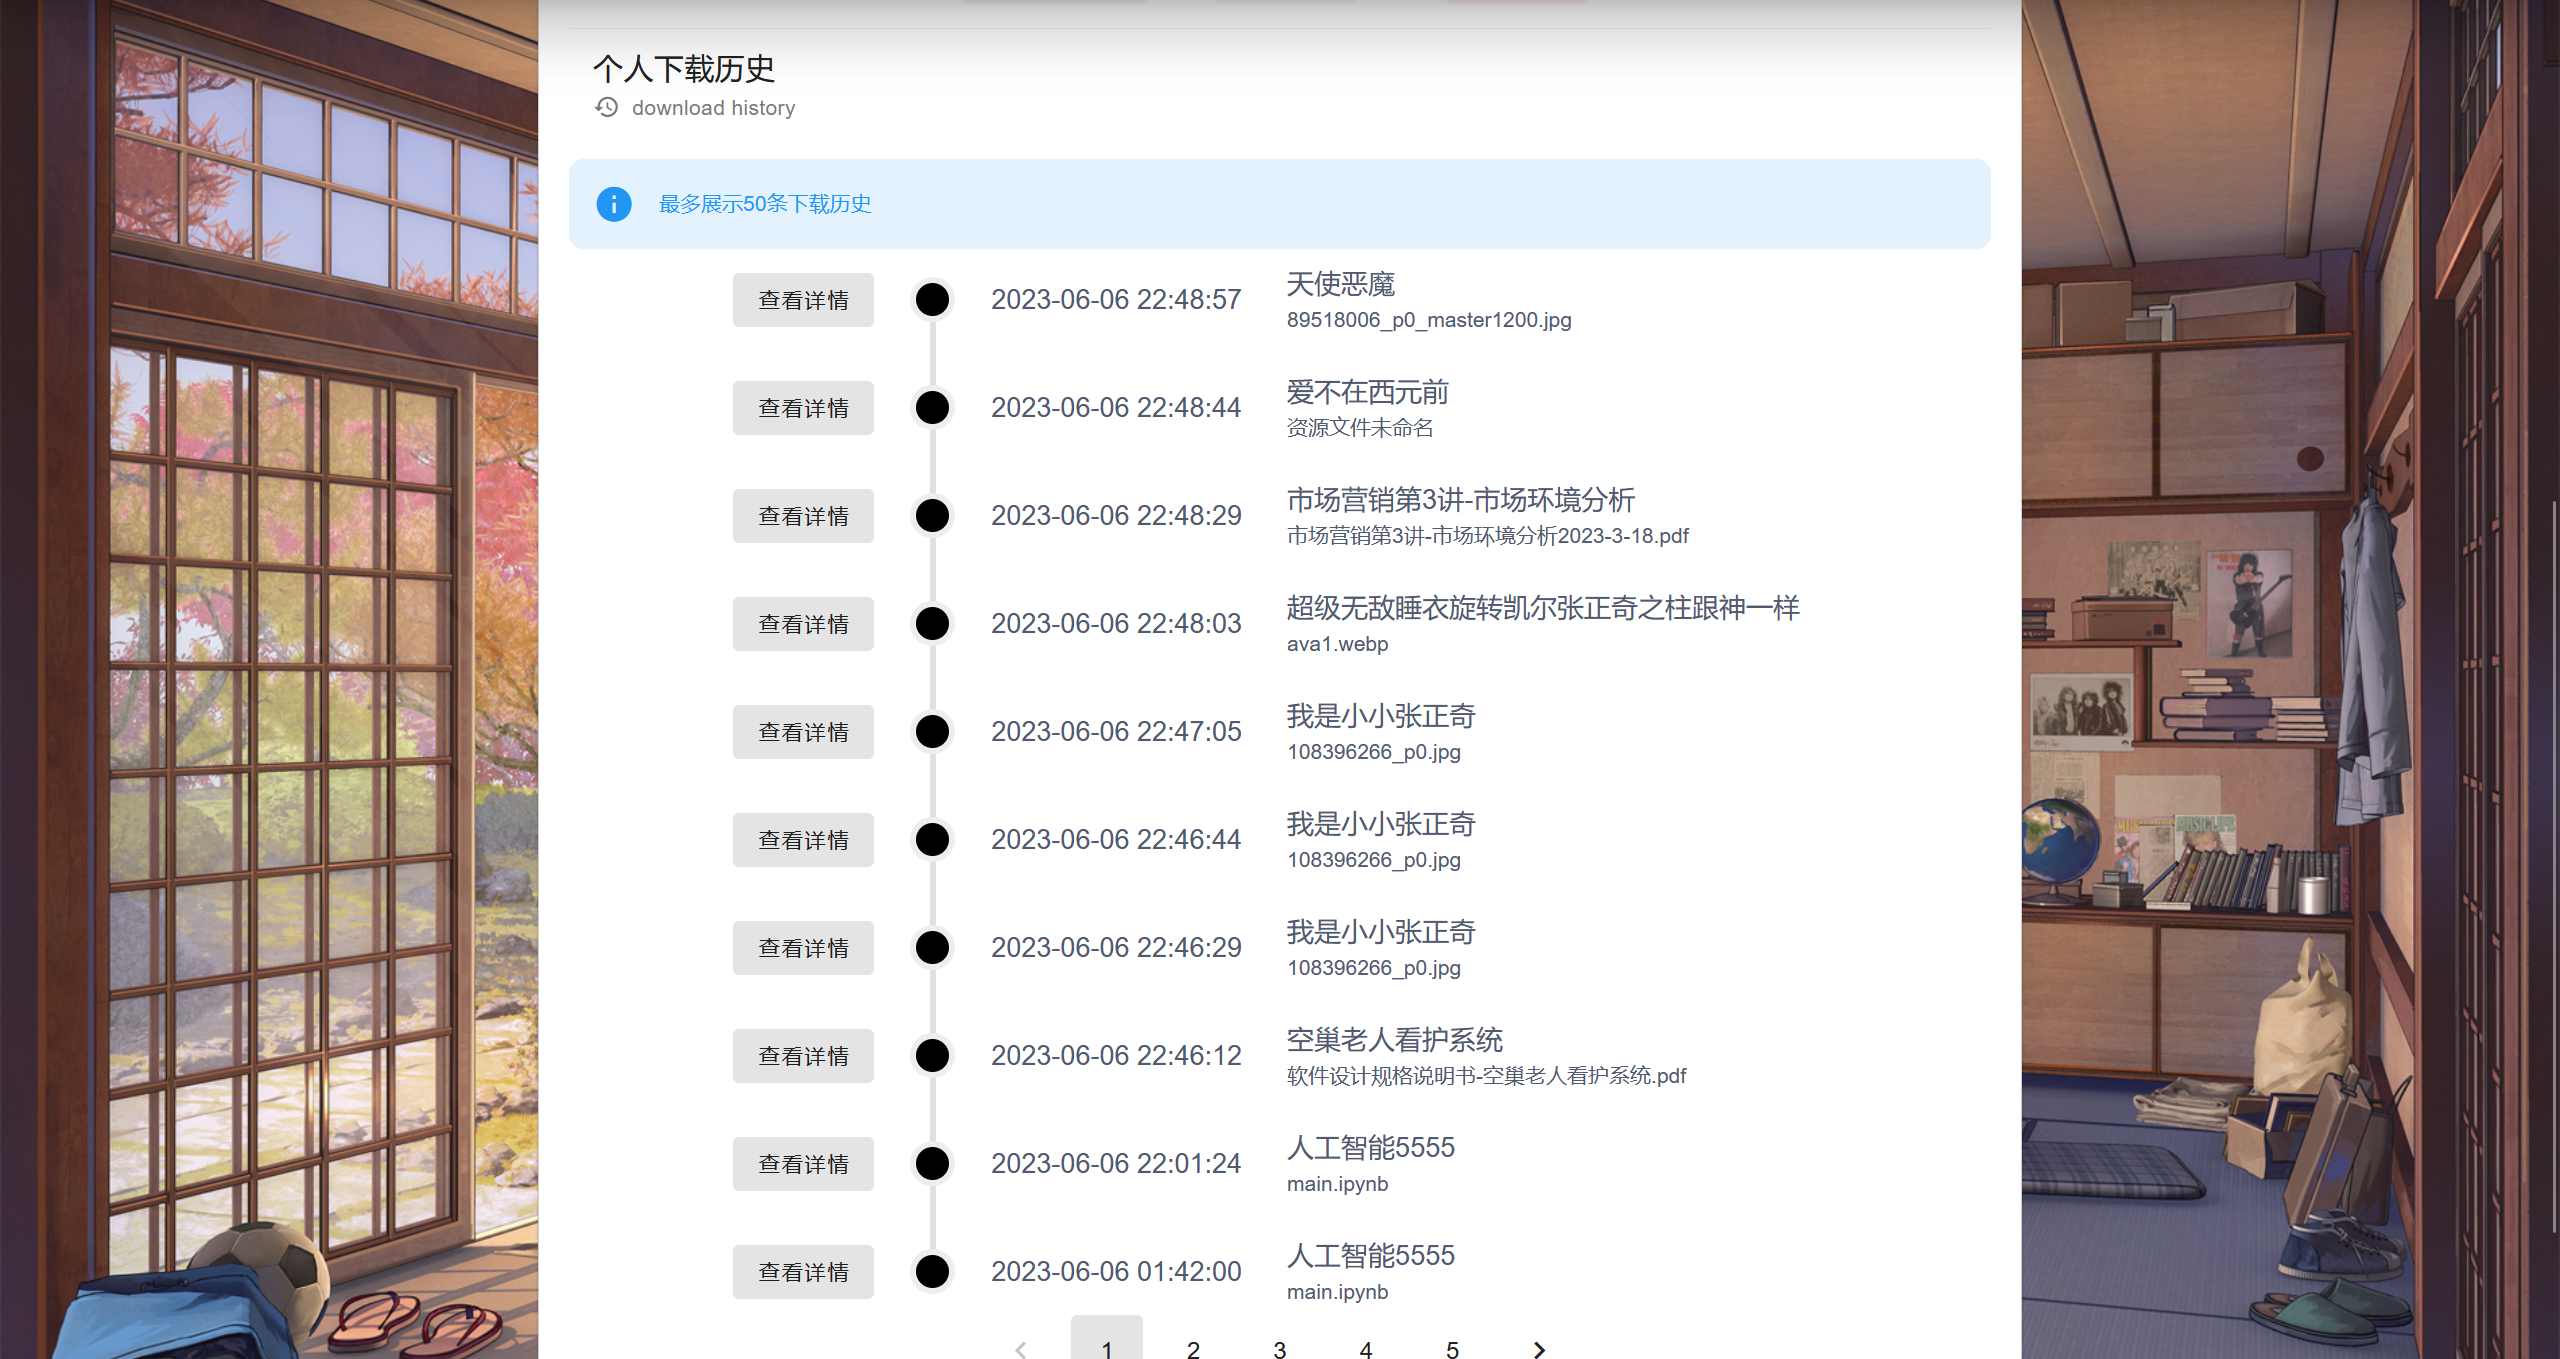 个人下载历史
download history
最多展示50条下载历史
查看详情
2023-06-06 22:48:57
天使恶魔
89518006_p0_master1200.jpg
查看详情
2023-06-06 22:48:44
爱不在西元前
资源文件未命名
查看详情
2023-06-06 22:48:29
市场营销第3讲-市场环境分析
市场营销第3讲-市场环境分析2023-3-18.pdf
查看详情
2023-06-06 22:48:03
超级无敌睡衣旋转凯尔张正奇之柱跟神一样
ava1.webp
查看详情
2023-06-06 22:47:05
我是小小张正奇
108396266_p0.jpg
查看详情
2023-06-06 22:46:44
我是小小张正奇
108396266_p0.jpg
查看详情
2023-06-06 22:46:29
我是小小张正奇
108396266_p0.jpg
查看详情
2023-06-06 22:46:12
空巢老人看护系统
软件设计规格说明书-空巢老人看护系统.pdf
查看详情
2023-06-06 22:01:24
人工智能5555
main.ipynb
查看详情
2023-06-06 01:42:00
人工智能5555
main.ipynb
1 2 3 4 5